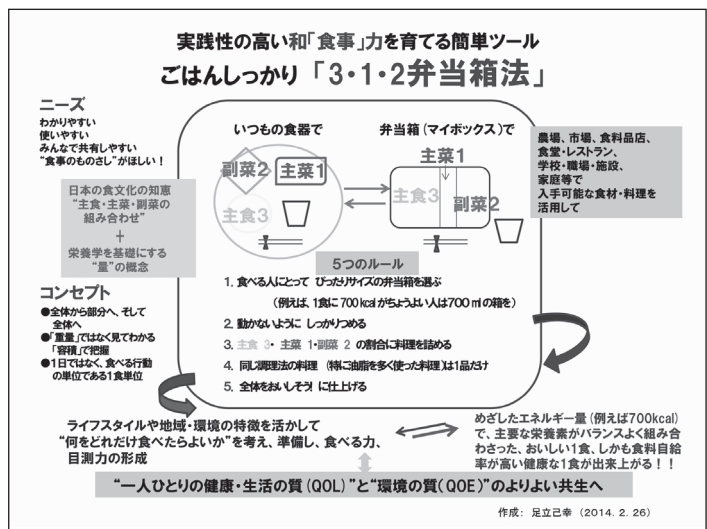 実践性の高い和「食事」力を育てる簡単ツール
ごはんしっかり「3・1・2弁当箱法」
ニーズ
わかりやすい
使いやすい
みんなで共有しやすい
“食事のものさし”がほしい！
日本の食文化の知恵
“主食・主菜・副菜の
組み合わせ”
＋
栄養学を基礎にする
“量”の概念
コンセプト
●全体から部分へ、そして
全体へ
●「重量」ではなく見てわかる
「容積」で把握
●1日ではなく、食べる行動
の単位である1食単位
いつもの食器で
副菜2
主菜1
主食3
弁当箱（マイボックス）で
主菜1
主食3
副菜2
農場、市場、食料品店、
食堂・レストラン、
学校・職場・施設、
家庭等で
入手可能な食材・料理を
活用して
5つのルール
1. 食べる人にとって ぴったりサイズの弁当箱を選ぶ
（例えば、1食に700kcalがちょうどよい人は700mlの箱を）
2. 動かないように しっかりつめる
3. 主食 3・ 主菜 1・副菜 2 の割合に料理を詰める
4. 同じ調理法の料理 （特に油脂を多く使った料理）は1品だけ
5. 全体をおいしそう！に仕上げる
ライフスタイルや地域・環境の特徴を活かして
“何をどれだけ食べたらよいか”を考え、準備し、食べる力、
目測力の形成
めざしたエネルギー量（例えば700kcal）
で、主要な栄養素がバランスよく組み合
わさった、おいしい1食、しかも食料自給
率が高い健康な1食が出来上がる！！
“一人ひとりの健康・生活の質（QOL）”と“環境の質（QOE）”のよりよい共生へ
作成： 足立己幸 （2014. 2. 26）